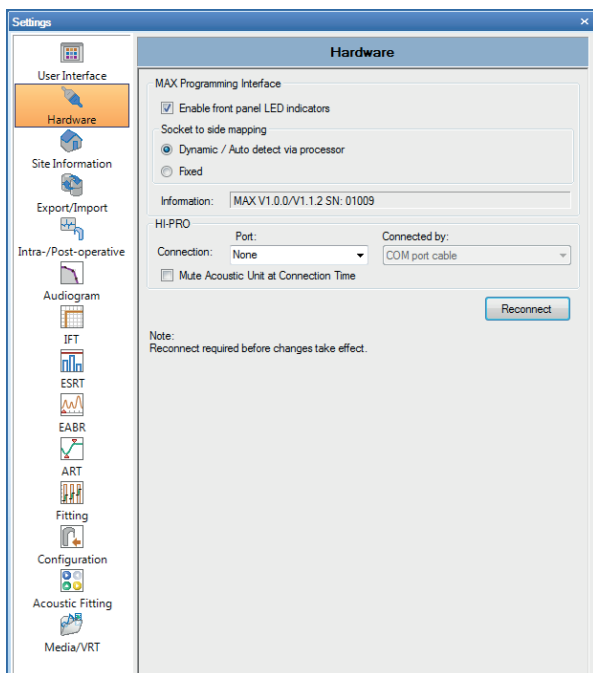 Settings
User Interface
Hardware
Site Information
Export/Import
Intra-/Post-operative
Audiogram
IFT
ESRT
EABR
ART
Fitting
Configuration
Acoustic Fitting
Media/VRT
Hardware
MAX Programming Interface
Enable front panel LED indicators
Socket to side mapping
Dynamic / Auto detect via processor
Fixed
Information: MAX V1.0.0/V1.1.2 SN: 01009
HI-PRO
Port: Connected by:
Connection: None COM port cable
Mute Acoustic Unit at Connection Time
Reconnect
Note:
Reconnect required before changes take effect.